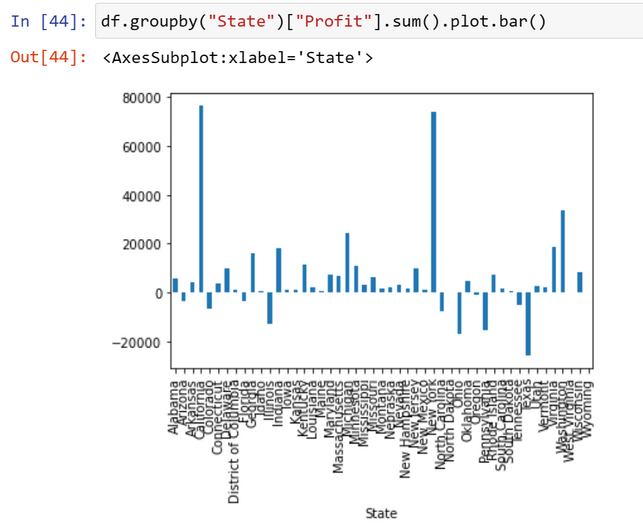 In [44]: df.groupby("State")["Profit"].sum().plot.bar()
Out[44]: <AxesSubplot:xlabel='State'>
80000
60000
40000
20000
0
−20000
Alabama
Arizona
Arkansas
California
Colorado
Connecticut
Delaware
District of Columbia
Florida
Georgia
Idaho
Illinois
Indiana
Iowa
Kansas
Kentucky
Louisiana
Maine
Maryland
Massachusetts
Michigan
Minnesota
Mississippi
Missouri
Montana
Nebraska
Nevada
New Hampshire
New Jersey
New Mexico
New York
North Carolina
North Dakota
Ohio
Oklahoma
Oregon
Pennsylvania
Rhode Island
South Carolina
South Dakota
Tennessee
Texas
Utah
Vermont
Virginia
Washington
West Virginia
Wisconsin
Wyoming
State